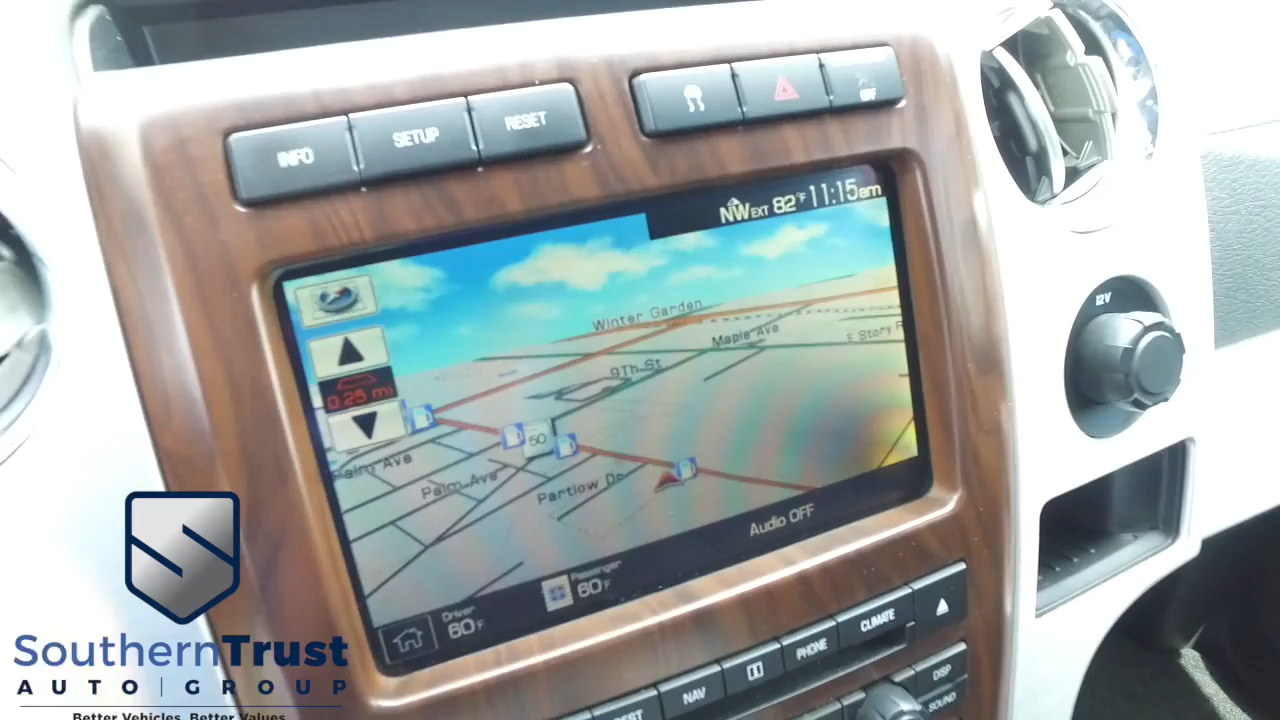 INFO SETUP RESET OFF
NW EXT 82°F 11:15am
12V
Winter Garden
Maple Ave
E Story
9Th St
0.25 mi
50
Palm Ave
Palm Ave
Partlow Dr
Audio OFF
Passenger
60F
Driver
60F
CLIMATE
PHONE
NAV
DISP
SOUND
SouthernTrust
AUTO | GROUP
Better Vehicles. Better Values.